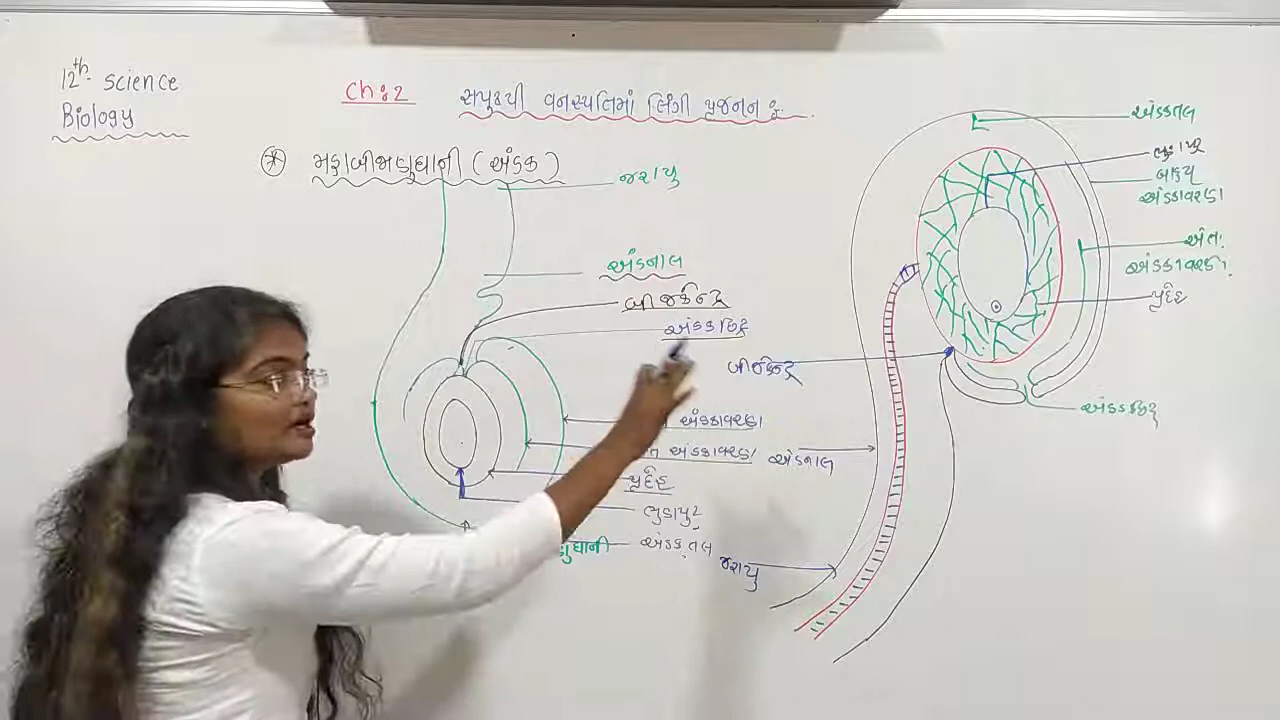 12th science
Biology
Ch:2 સપુષ્પી વનસ્પતિમાં લિંગી પ્રજનન :
* મહાબીજાણુધાની (અંડક)
જરાયુ
અંડનાલ
બીજકેન્દ્ર
અંડકછિદ્ર
અંડકાવરણ
અંડકાવરણ
પ્રદેહ
ભ્રુણપુટ
અંડકતલ
ધાની
અંડકતલ
ભ્રુણપુટ
બાહ્ય
અંડકાવરણ
અંતઃ
અંડકાવરણ
પ્રદેહ
બીજકેન્દ્ર
અંડકછિદ્ર
અંડનાલ
જરાયુ